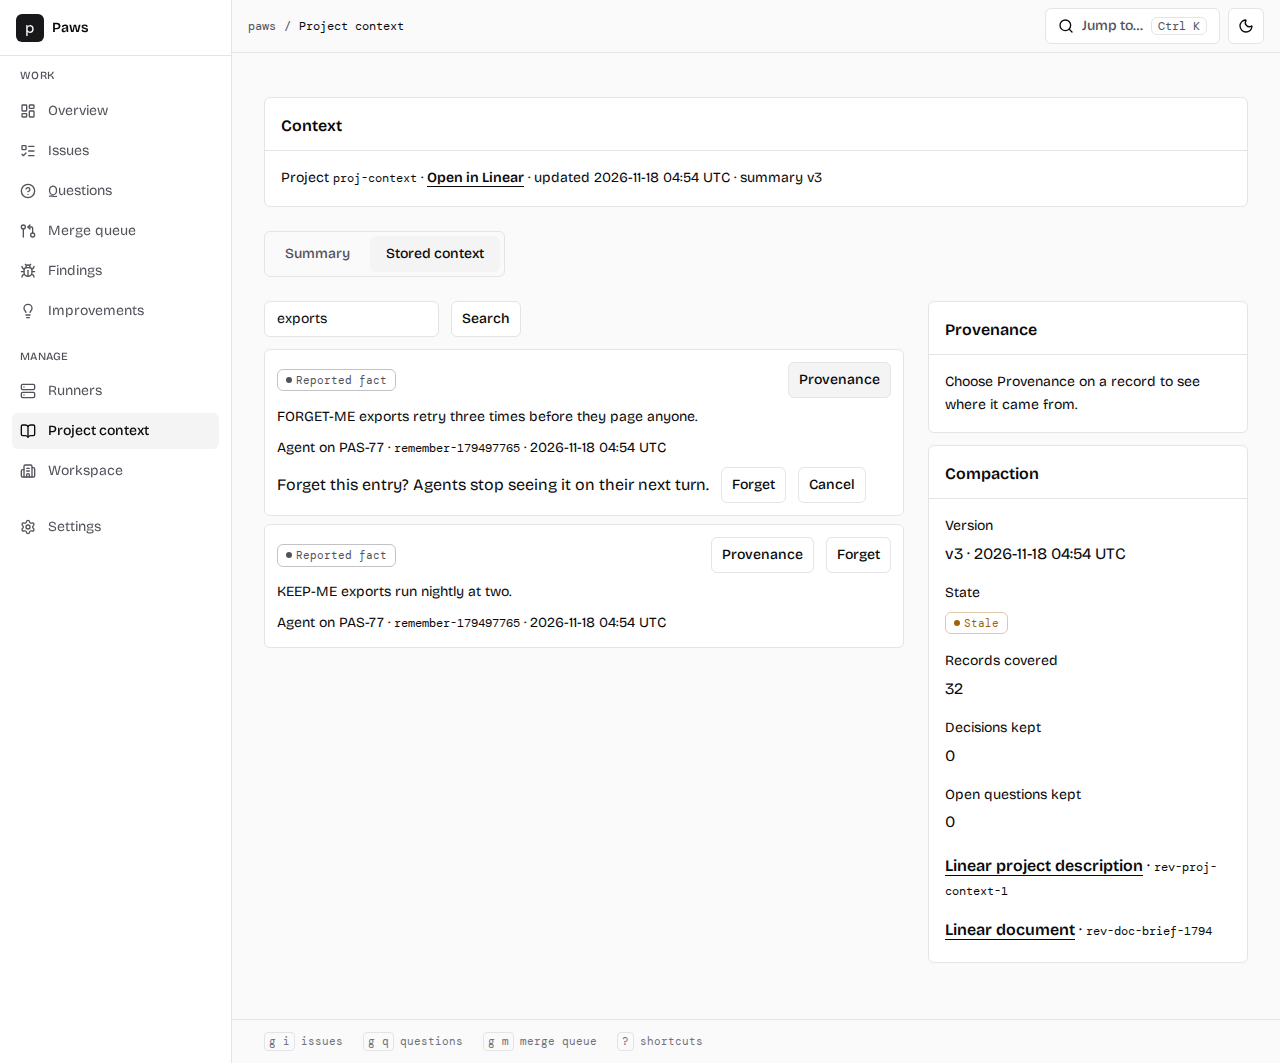 p Paws
paws / Project context
Jump to... Ctrl K
WORK
Overview
Issues
Questions
Merge queue
Findings
Improvements
MANAGE
Runners
Project context
Workspace
Settings
Context
Project proj-context · Open in Linear · updated 2026-11-18 04:54 UTC · summary v3
Summary Stored context
exports Search
Reported fact Provenance
FORGET-ME exports retry three times before they page anyone.
Agent on PAS-77 · remember-179497765 · 2026-11-18 04:54 UTC
Forget this entry? Agents stop seeing it on their next turn. Forget Cancel
Reported fact Provenance Forget
KEEP-ME exports run nightly at two.
Agent on PAS-77 · remember-179497765 · 2026-11-18 04:54 UTC
Provenance
Choose Provenance on a record to see
where it came from.
Compaction
Version
v3 · 2026-11-18 04:54 UTC
State
Stale
Records covered
32
Decisions kept
0
Open questions kept
0
Linear project description · rev-proj-
context-1
Linear document · rev-doc-brief-1794
g i issues g q questions g m merge queue ? shortcuts